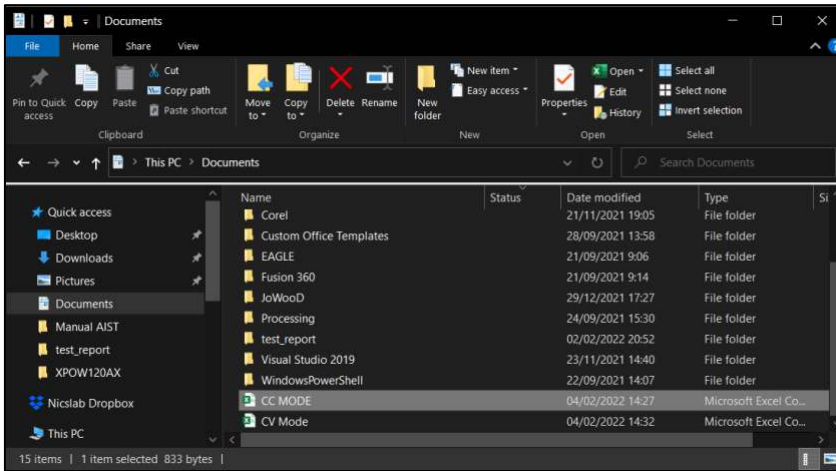 Documents
File Home Share View
Pin to Quick access Copy Paste Cut
Copy path
Paste shortcut
Move to Copy to Delete Rename New folder New item
Easy access
Properties Open
Edit
History
Select all
Select none
Invert selection
Clipboard Organize New Open Select
This PC > Documents Search Documents
Name Status Date modified Type
Quick access
Desktop
Downloads
Pictures
Documents
Manual AIST
test_report
XPOW120AX
Nicslab Dropbox
This PC
Corel 21/11/2021 19:05 File folder
Custom Office Templates 28/09/2021 13:58 File folder
EAGLE 21/09/2021 9:06 File folder
Fusion 360 21/09/2021 9:14 File folder
JoWooD 29/12/2021 17:27 File folder
Processing 24/09/2021 15:30 File folder
test_report 02/02/2022 20:52 File folder
Visual Studio 2019 23/11/2021 14:40 File folder
WindowsPowerShell 22/09/2021 14:07 File folder
CC MODE 04/02/2022 14:27 Microsoft Excel Co...
CV Mode 04/02/2022 14:32 Microsoft Excel Co...
15 items | 1 item selected 833 bytes |